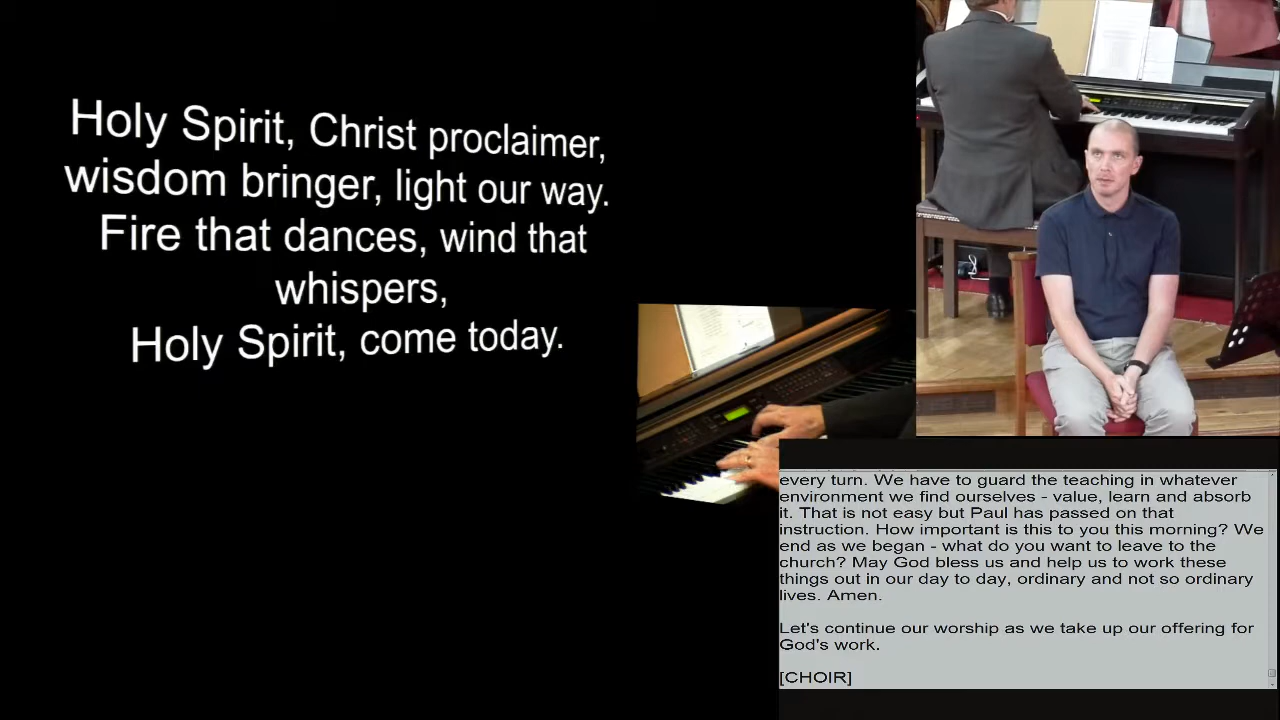 Holy Spirit, Christ proclaimer,
wisdom bringer, light our way.
Fire that dances, wind that
whispers,
Holy Spirit, come today.
every turn. We have to guard the teaching in whatever
environment we find ourselves - value, learn and absorb
it. That is not easy but Paul has passed on that
instruction. How important is this to you this morning? We
end as we began - what do you want to leave to the
church? May God bless us and help us to work these
things out in our day to day, ordinary and not so ordinary
lives. Amen.
Let's continue our worship as we take up our offering for
God's work.
[CHOIR]